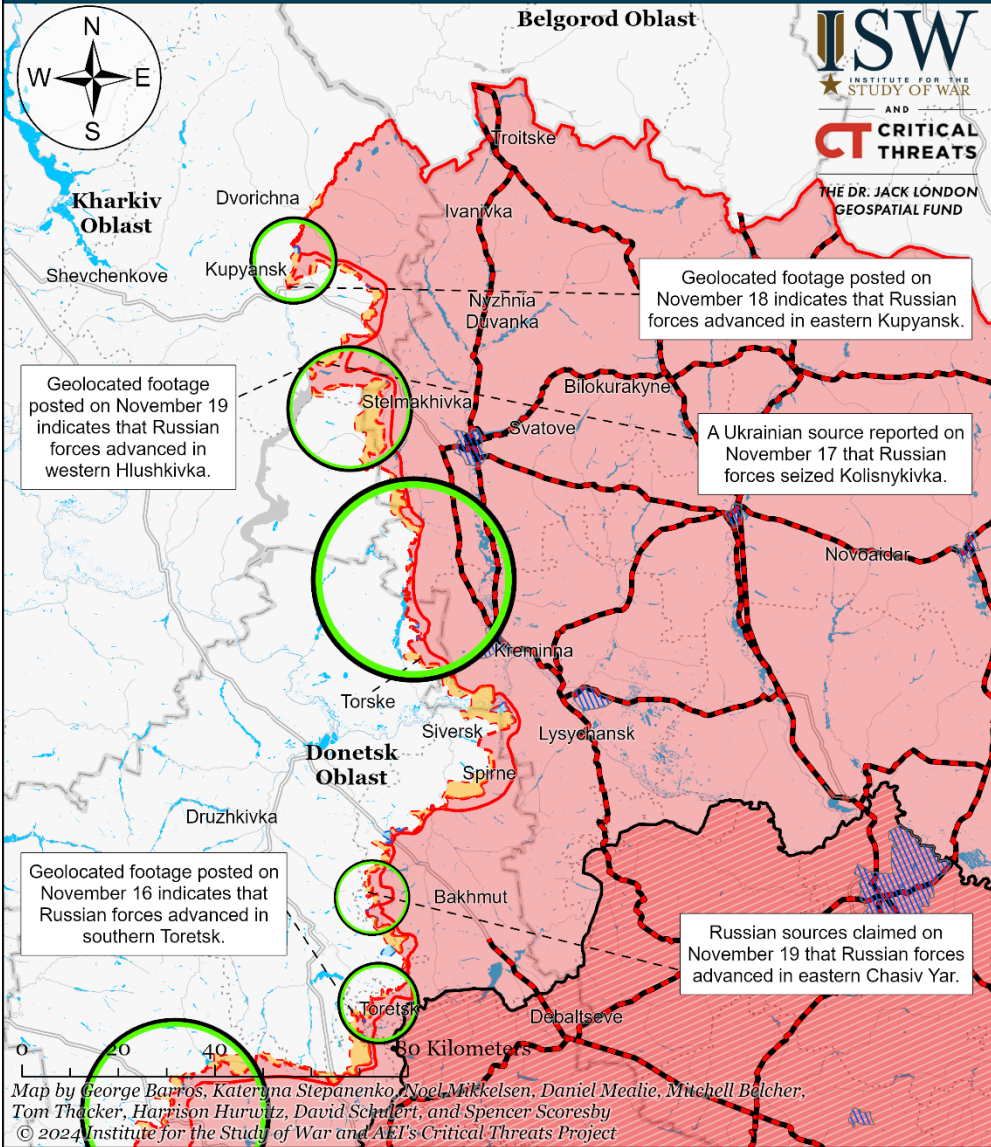 Belgorod Oblast
N
W
E
S
ISW
INSTITUTE FOR THE
STUDY OF WAR
AND
CT CRITICAL
THREATS
THE DR. JACK LONDON
GEOSPATIAL FUND
Troitske
Kharkiv
Oblast
Dvorichna
Ivanivka
Shevchenkove
Kupyansk
Geolocated footage posted on
November 18 indicates that Russian
forces advanced in eastern Kupyansk.
Nyzhnia
Duvanka
Geolocated footage
posted on November 19
indicates that Russian
forces advanced in
western Hlushkivka.
Stelmakhivka
Bilokurakyne
Svatove
A Ukrainian source reported on
November 17 that Russian
forces seized Kolisnykivka.
Novoaidar
Kreminna
Torske
Siversk
Lysychansk
Donetsk
Oblast
Spirne
Druzhkivka
Geolocated footage posted on
November 16 indicates that
Russian forces advanced in
southern Toretsk.
Bakhmut
Russian sources claimed on
November 19 that Russian forces
advanced in eastern Chasiv Yar.
Toretsk
Debaltseve
0 20 40 80 Kilometers
Map by George Barros, Kateryna Stepanenko, Noel Mikkelsen, Daniel Mealie, Mitchell Belcher,
Tom Thacker, Harrison Hurwitz, David Schulert, and Spencer Scoresby
© 2024 Institute for the Study of War and AEI's Critical Threats Project